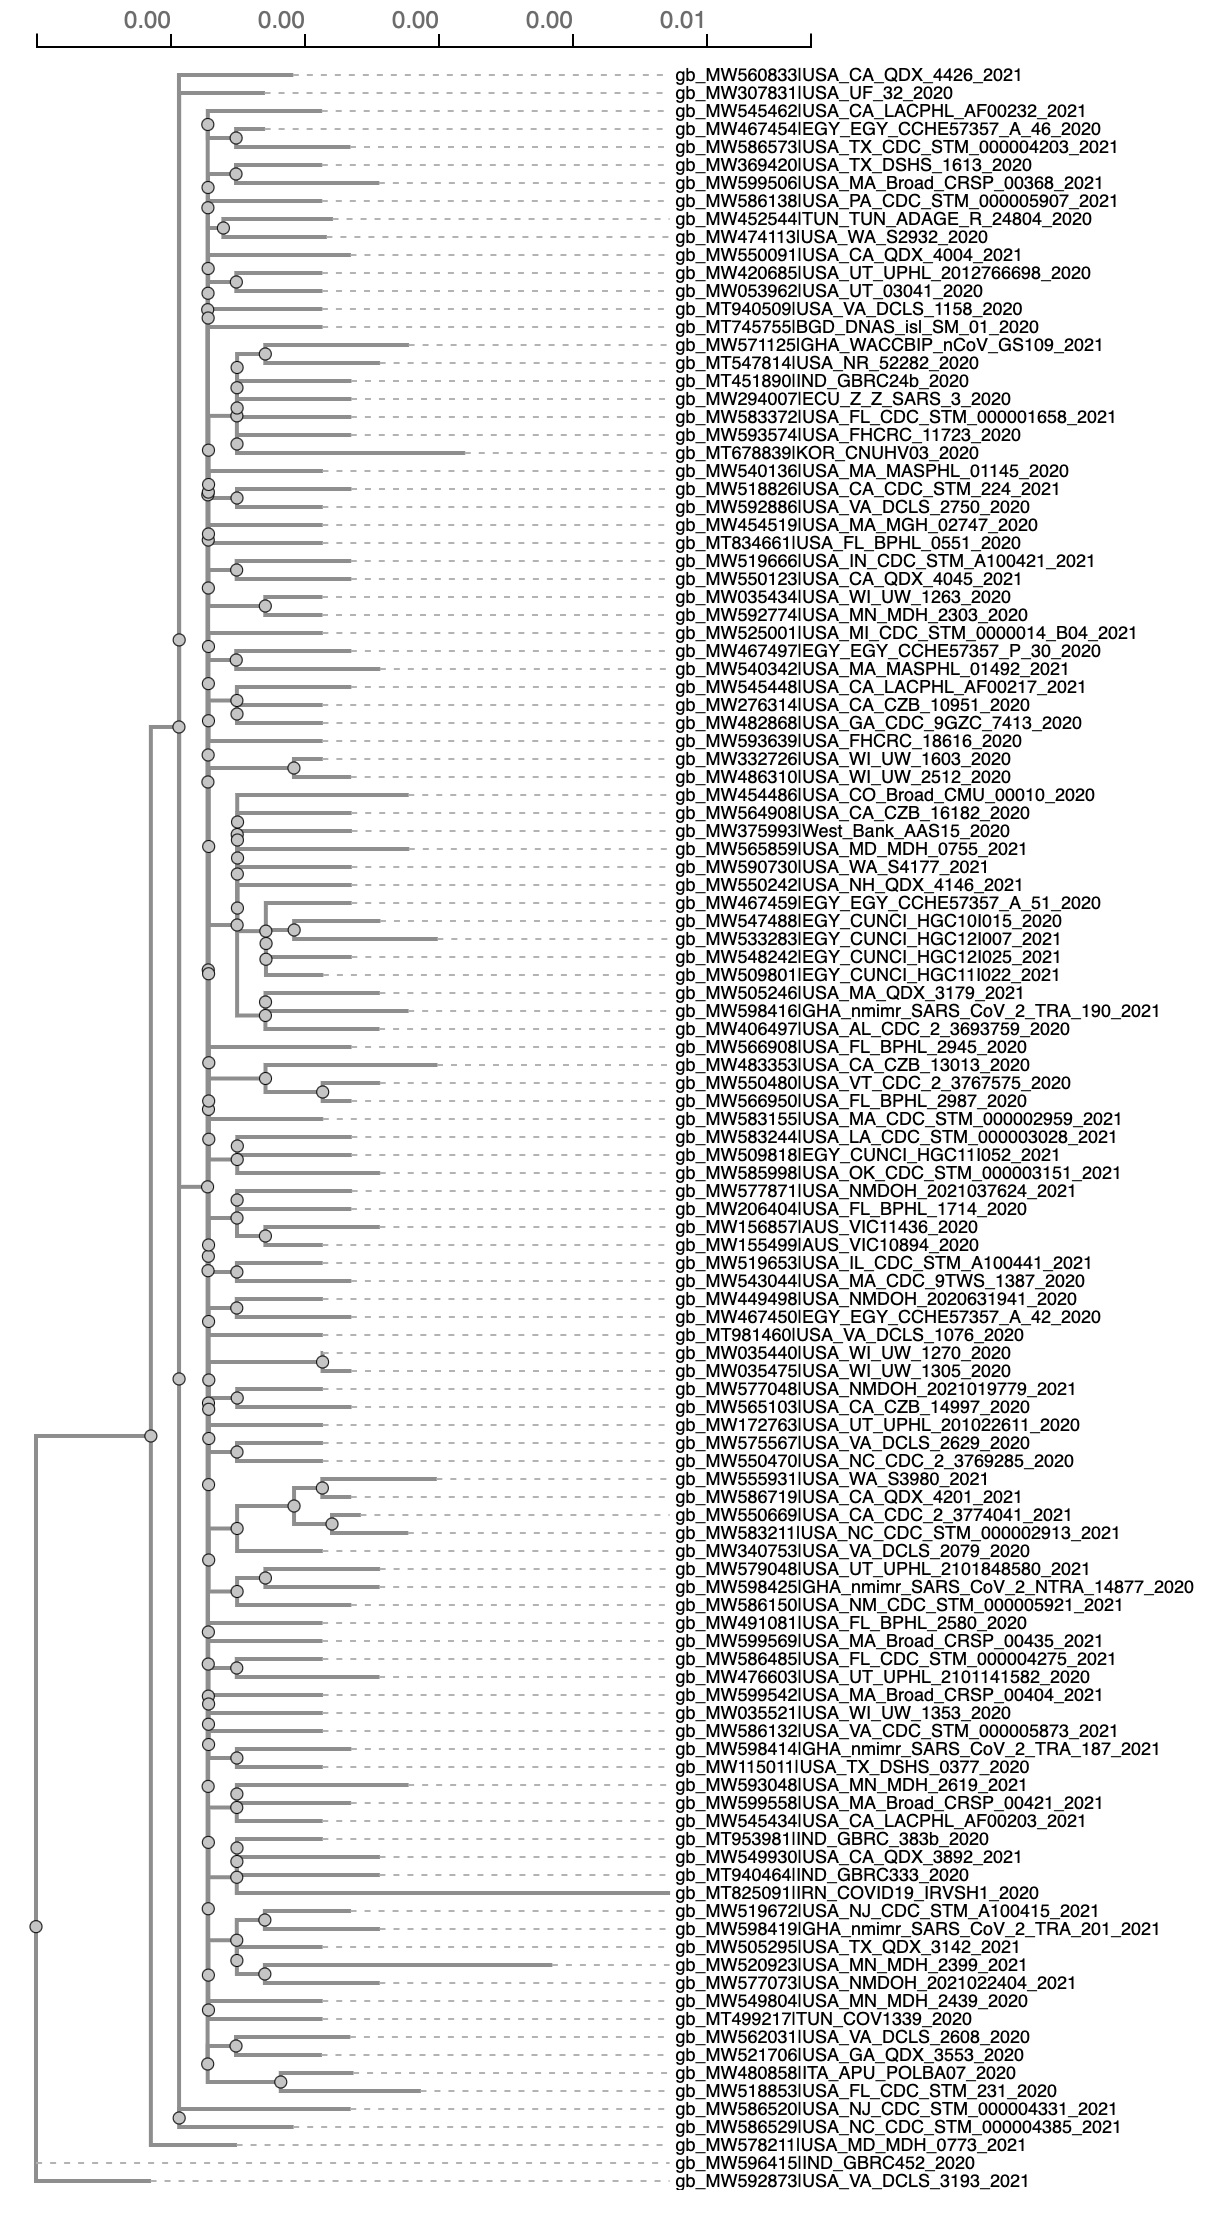 0.00 0.00 0.00 0.00 0.01
gb_MW560833|USA_CA_QDX_4426_2021
gb_MW307831|USA_UF_32_2020
gb_MW545462|USA_CA_LACPHL_AF00232_2021
gb_MW467454|EGY_EGY_CCHE57357_A_46_2020
gb_MW586573|USA_TX_CDC_STM_000004203_2021
gb_MW369420|USA_TX_DSHS_1613_2020
gb_MW599506|USA_MA_Broad_CRSP_00368_2021
gb_MW586138|USA_PA_CDC_STM_000005907_2021
gb_MW452544|TUN_TUN_ADAGE_R_24804_2020
gb_MW474113|USA_WA_S2932_2020
gb_MW550091|USA_CA_QDX_4004_2021
gb_MW420685|USA_UT_UPHL_2012766698_2020
gb_MW053962|USA_UT_03041_2020
gb_MT940509|USA_VA_DCLS_1158_2020
gb_MT745755|BGD_DNAS_isl_SM_01_2020
gb_MW571125|GHA_WACCBIP_nCoV_GS109_2021
gb_MT547814|USA_NR_52282_2020
gb_MT451890|IND_GBRC24b_2020
gb_MW294007|ECU_Z_Z_SARS_3_2020
gb_MW583372|USA_FL_CDC_STM_000001658_2021
gb_MW593574|USA_FHCRC_11723_2020
gb_MT678839|KOR_CNUHV03_2020
gb_MW540136|USA_MA_MASPHL_01145_2020
gb_MW518826|USA_CA_CDC_STM_224_2021
gb_MW592886|USA_VA_DCLS_2750_2020
gb_MW454519|USA_MA_MGH_02747_2020
gb_MT834661|USA_FL_BPHL_0551_2020
gb_MW519666|USA_IN_CDC_STM_A100421_2021
gb_MW550123|USA_CA_QDX_4045_2021
gb_MW035434|USA_WI_UW_1263_2020
gb_MW592774|USA_MN_MDH_2303_2020
gb_MW525001|USA_MI_CDC_STM_0000014_B04_2021
gb_MW467497|EGY_EGY_CCHE57357_P_30_2020
gb_MW540342|USA_MA_MASPHL_01492_2021
gb_MW545448|USA_CA_LACPHL_AF00217_2021
gb_MW276314|USA_CA_CZB_10951_2020
gb_MW482868|USA_GA_CDC_9GZC_7413_2020
gb_MW593639|USA_FHCRC_18616_2020
gb_MW332726|USA_WI_UW_1603_2020
gb_MW486310|USA_WI_UW_2512_2020
gb_MW454486|USA_CO_Broad_CMU_00010_2020
gb_MW564908|USA_CA_CZB_16182_2020
gb_MW375993|West_Bank_AAS15_2020
gb_MW565859|USA_MD_MDH_0755_2021
gb_MW590730|USA_WA_S4177_2021
gb_MW550242|USA_NH_QDX_4146_2021
gb_MW467459|EGY_EGY_CCHE57357_A_51_2020
gb_MW547488|EGY_CUNCI_HGC10I015_2020
gb_MW533283|EGY_CUNCI_HGC12I007_2021
gb_MW548242|EGY_CUNCI_HGC12I025_2021
gb_MW509801|EGY_CUNCI_HGC11I022_2021
gb_MW505246|USA_MA_QDX_3179_2021
gb_MW598416|GHA_nmimr_SARS_CoV_2_TRA_190_2021
gb_MW406497|USA_AL_CDC_2_3693759_2020
gb_MW566908|USA_FL_BPHL_2945_2020
gb_MW483353|USA_CA_CZB_13013_2020
gb_MW550480|USA_VT_CDC_2_3767575_2020
gb_MW566950|USA_FL_BPHL_2987_2020
gb_MW583155|USA_MA_CDC_STM_000002959_2021
gb_MW583244|USA_LA_CDC_STM_000003028_2021
gb_MW509818|EGY_CUNCI_HGC11I052_2021
gb_MW585998|USA_OK_CDC_STM_000003151_2021
gb_MW577871|USA_NMDOH_2021037624_2021
gb_MW206404|USA_FL_BPHL_1714_2020
gb_MW156857|AUS_VIC11436_2020
gb_MW155499|AUS_VIC10894_2020
gb_MW519653|USA_IL_CDC_STM_A100441_2021
gb_MW543044|USA_MA_CDC_9TWS_1387_2020
gb_MW449498|USA_NMDOH_2020631941_2020
gb_MW467450|EGY_EGY_CCHE57357_A_42_2020
gb_MT981460|USA_VA_DCLS_1076_2020
gb_MW035440|USA_WI_UW_1270_2020
gb_MW035475|USA_WI_UW_1305_2020
gb_MW577048|USA_NMDOH_2021019779_2021
gb_MW565103|USA_CA_CZB_14997_2020
gb_MW172763|USA_UT_UPHL_201022611_2020
gb_MW575567|USA_VA_DCLS_2629_2020
gb_MW550470|USA_NC_CDC_2_3769285_2020
gb_MW555931|USA_WA_S3980_2021
gb_MW586719|USA_CA_QDX_4201_2021
gb_MW550669|USA_CA_CDC_2_3774041_2021
gb_MW583211|USA_NC_CDC_STM_000002913_2021
gb_MW340753|USA_VA_DCLS_2079_2020
gb_MW579048|USA_UT_UPHL_2101848580_2021
gb_MW598425|GHA_nmimr_SARS_CoV_2_NTRA_14877_2020
gb_MW586150|USA_NM_CDC_STM_000005921_2021
gb_MW491081|USA_FL_BPHL_2580_2020
gb_MW599569|USA_MA_Broad_CRSP_00435_2021
gb_MW586485|USA_FL_CDC_STM_000004275_2021
gb_MW476603|USA_UT_UPHL_2101141582_2020
gb_MW599542|USA_MA_Broad_CRSP_00404_2021
gb_MW035521|USA_WI_UW_1353_2020
gb_MW586132|USA_VA_CDC_STM_000005873_2021
gb_MW598414|GHA_nmimr_SARS_CoV_2_TRA_187_2021
gb_MW115011|USA_TX_DSHS_0377_2020
gb_MW593048|USA_MN_MDH_2619_2021
gb_MW599558|USA_MA_Broad_CRSP_00421_2021
gb_MW545434|USA_CA_LACPHL_AF00203_2021
gb_MT953981|IND_GBRC_383b_2020
gb_MW549930|USA_CA_QDX_3892_2021
gb_MT940464|IND_GBRC333_2020
gb_MT825091|IRN_COVID19_IRVSH1_2020
gb_MW519672|USA_NJ_CDC_STM_A100415_2021
gb_MW598419|GHA_nmimr_SARS_CoV_2_TRA_201_2021
gb_MW505295|USA_TX_QDX_3142_2021
gb_MW520923|USA_MN_MDH_2399_2021
gb_MW577073|USA_NMDOH_2021022404_2021
gb_MW549804|USA_MN_MDH_2439_2020
gb_MT499217|TUN_COV1339_2020
gb_MW562031|USA_VA_DCLS_2608_2020
gb_MW521706|USA_GA_QDX_3553_2020
gb_MW480858|ITA_APU_POLBA07_2020
gb_MW518853|USA_FL_CDC_STM_231_2020
gb_MW586520|USA_NJ_CDC_STM_000004331_2021
gb_MW586529|USA_NC_CDC_STM_000004385_2021
gb_MW578211|USA_MD_MDH_0773_2021
gb_MW596415|IND_GBRC452_2020
gb_MW592873|USA_VA_DCLS_3193_2021